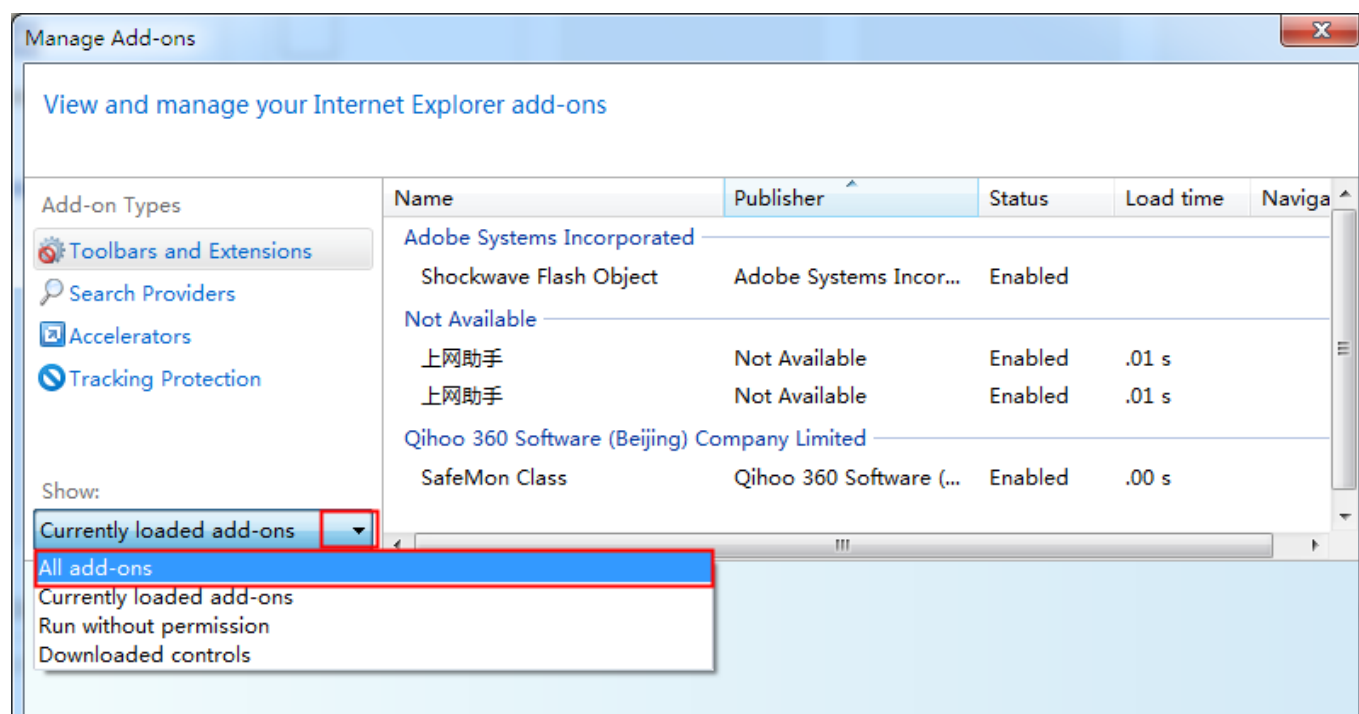 Manage Add-ons
View and manage your Internet Explorer add-ons
Add-on Types
Toolbars and Extensions
Search Providers
Accelerators
Tracking Protection
Show:
Currently loaded add-ons
All add-ons
Currently loaded add-ons
Run without permission
Downloaded controls
Name Publisher Status Load time Naviga
Adobe Systems Incorporated
Shockwave Flash Object Adobe Systems Incor... Enabled
Not Available
上网助手 Not Available Enabled .01 s
上网助手 Not Available Enabled .01 s
Qihoo 360 Software (Beijing) Company Limited
SafeMon Class Qihoo 360 Software (... Enabled .00 s